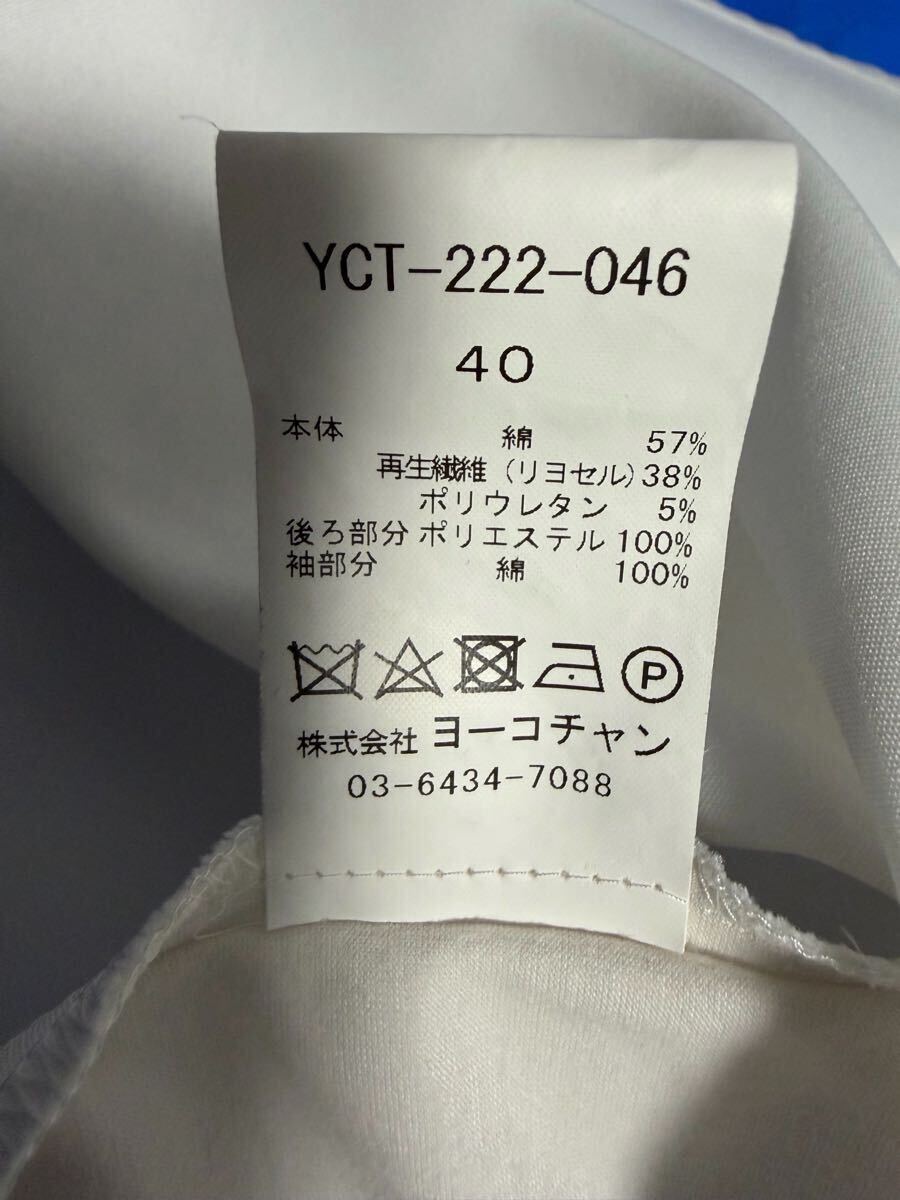 YCT-222-046
40
本体 綿 57%
再生繊維(リヨセル)38%
ポリウレタン 5%
後ろ部分 ポリエステル 100%
袖部分 綿 100%
P
株式会社 ヨーコチャン
03-6434-7088